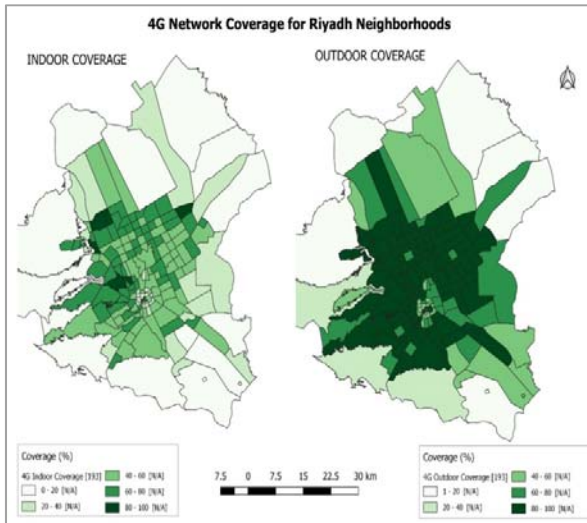 4G Network Coverage for Riyadh Neighborhoods
INDOOR COVERAGE
OUTDOOR COVERAGE
Coverage (%)
4G Indoor Coverage [193]
0 - 20 [N/A]
20 - 40 [N/A]
40 - 60 [N/A]
60 - 80 [N/A]
80 - 100 [N/A]
7.5 0 7.5 15 22.5 30 km
Coverage (%)
4G Outdoor Coverage [193]
1 - 20 [N/A]
20 - 40 [N/A]
40 - 60 [N/A]
60 - 80 [N/A]
80 - 100 [N/A]